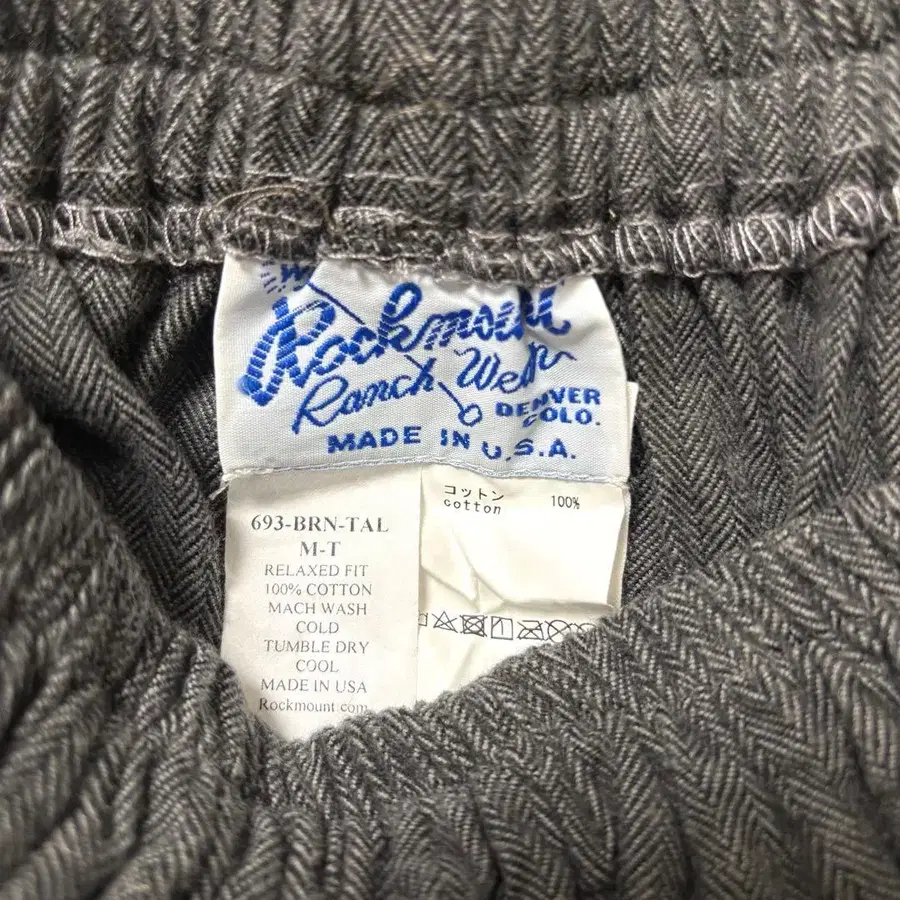 Rockmount
Ranch Wear
DENVER
COLO.
MADE IN U.S.A.
693-BRN-TAL
M-T
RELAXED FIT
100% COTTON
MACH WASH
COLD
TUMBLE DRY
COOL
MADE IN USA
Rockmount.com
コットン 100%
cotton